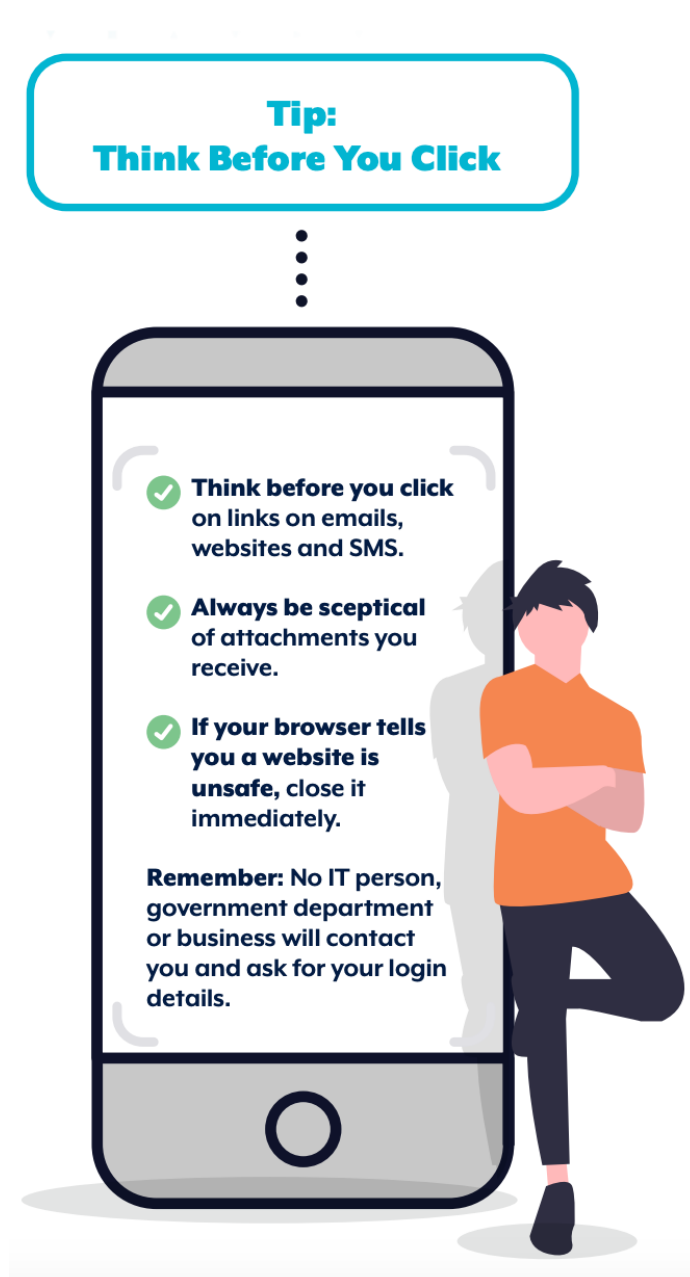 Tip:
Think Before You Click
Think before you click
on links on emails,
websites and SMS.
Always be sceptical
of attachments you
receive.
If your browser tells
you a website is
unsafe, close it
immediately.
Remember: No IT person,
government department
or business will contact
you and ask for your login
details.